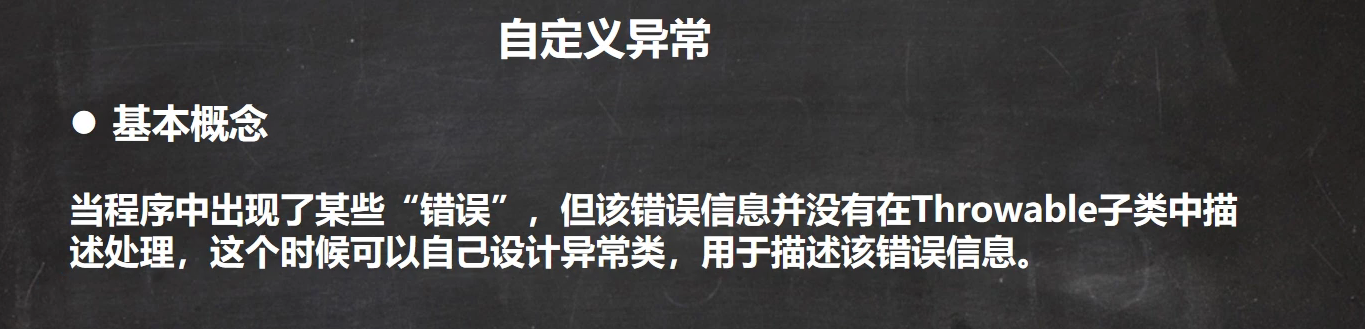 自定义异常
● 基本概念
当程序中出现了某些“错误”，但该错误信息并没有在Throwable子类中描
述处理，这个时候可以自己设计异常类，用于描述该错误信息。